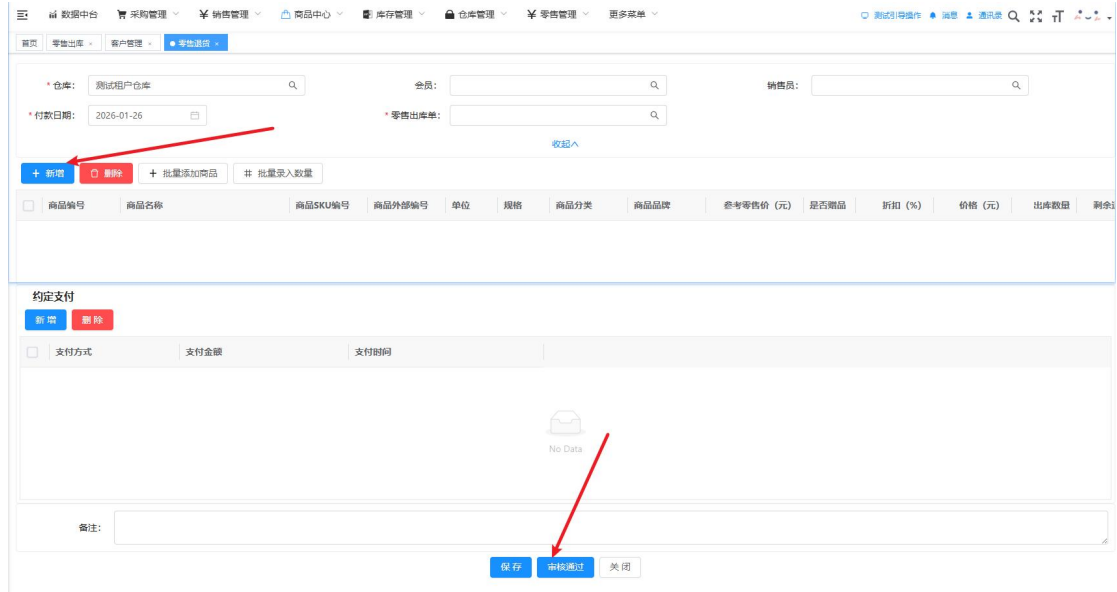 数据中台 采购管理 销售管理 商品中心 库存管理 仓库管理 零售管理 更多菜单 测试引导操作 消息 通讯录
首页 零售出库 × 客户管理 × 零售退货 ×
* 仓库: 测试租户仓库 会员: 销售员:
* 付款日期: 2026-01-26 * 零售出库单:
收起
+ 新增 删除 + 批量添加商品 # 批量录入数量
商品编号 商品名称 商品SKU编号 商品外部编号 单位 规格 商品分类 商品品牌 参考零售价（元） 是否赠品 折扣（%） 价格（元） 出库数量 剩余
约定支付
新增 删除
支付方式 支付金额 支付时间
No Data
备注:
保存 审核通过 关闭